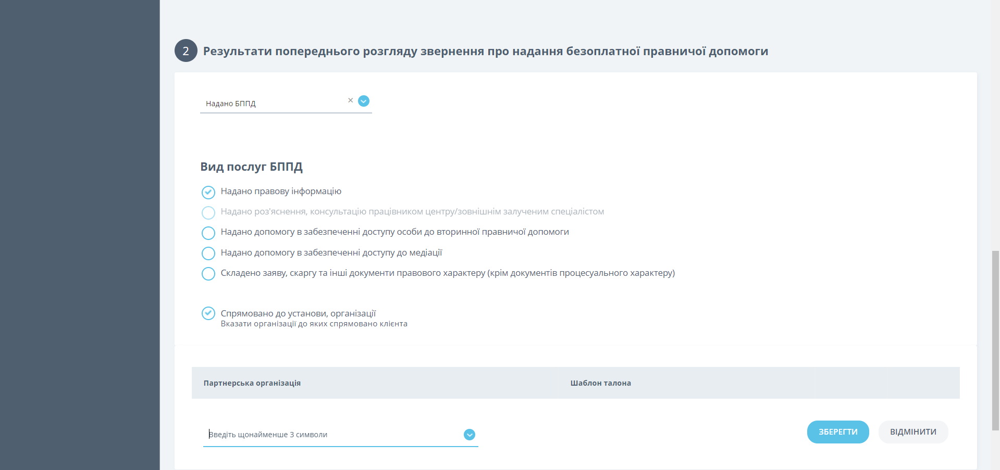 2 Результати попереднього розгляду звернення про надання безоплатної правничої допомоги
Надано БППД
Вид послуг БППД
Надано правову інформацію
Надано роз'яснення, консультацію працівником центру/зовнішнім залученим спеціалістом
Надано допомогу в забезпеченні доступу особи до вторинної правничої допомоги
Надано допомогу в забезпеченні доступу до медіації
Складено заяву, скаргу та інші документи правового характеру (крім документів процесуального характеру)
Спрямовано до установи, організації
Вказати організації до яких спрямовано клієнта
Партнерська організація Шаблон талона
Введіть щонайменше 3 символи ЗБЕРЕГТИ ВІДМІНИТИ